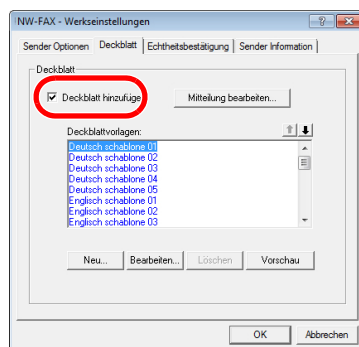 NW-FAX - Werkseinstellungen
Sender Optionen Deckblatt Echtheitsbestätigung Sender Information
Deckblatt
Deckblatt hinzufüge Mitteilung bearbeiten...
Deckblattvorlagen:
Deutsch schablone 01
Deutsch schablone 02
Deutsch schablone 03
Deutsch schablone 04
Deutsch schablone 05
Englisch schablone 01
Englisch schablone 02
Englisch schablone 03
Neu... Bearbeiten... Löschen Vorschau
OK Abbrechen